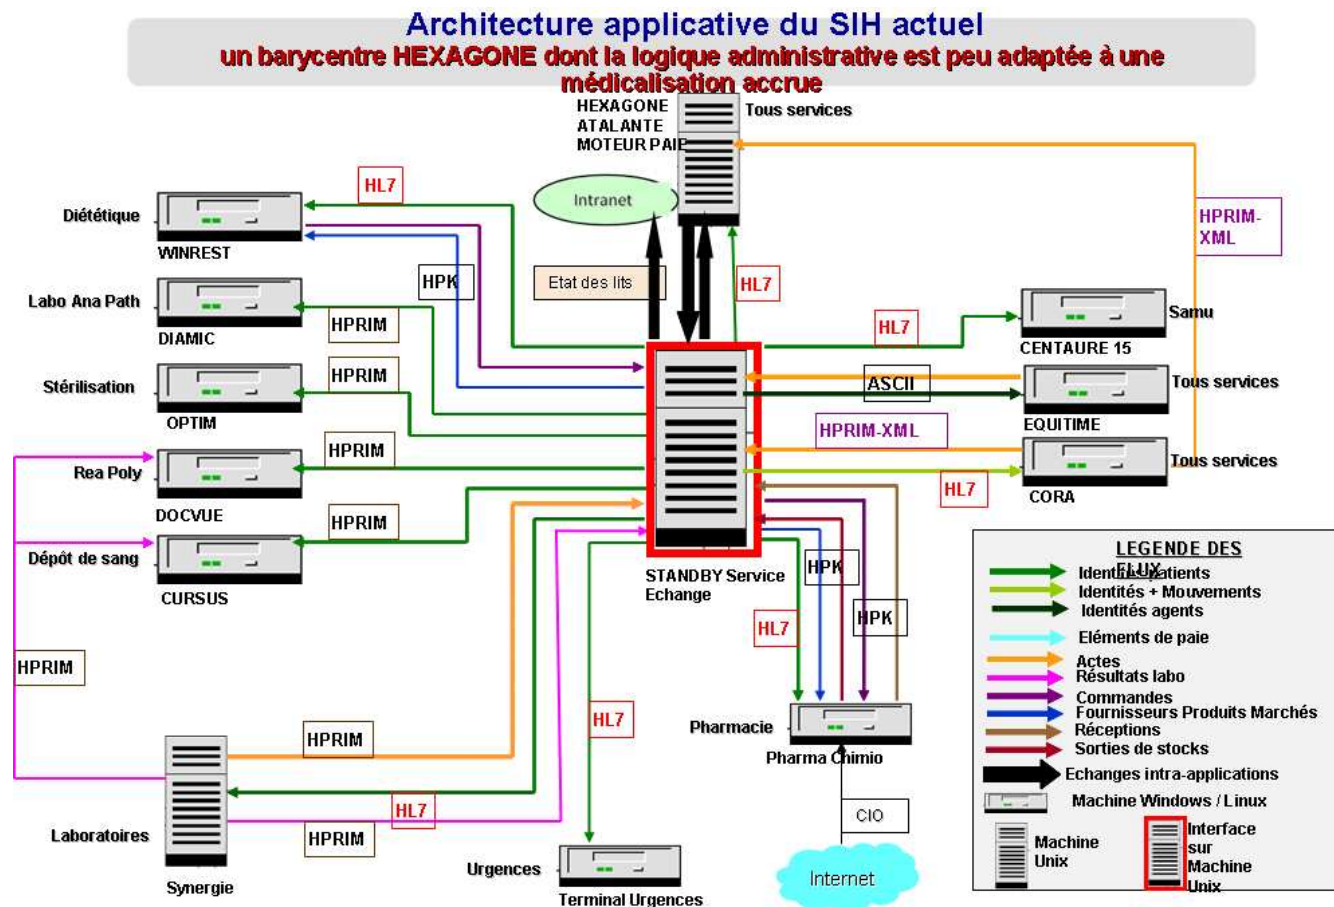 Architecture applicative du SIH actuel
un barycentre HEXAGONE dont la logique administrative est peu adaptée à une
médicalisation accrue
HEXAGONE
ATALANTE
MOTEUR PAIE
Tous services
Intranet
HL7
Diététique
WINREST
HPK
Etat des lits
HL7
HPRIM-
XML
Labo Ana Path
DIAMIC
HPRIM
HL7
Samu
CENTAURE 15
Stérilisation
OPTIM
HPRIM
ASCII
Tous services
EQUITIME
HPRIM-XML
Rea Poly
DOCVUE
HPRIM
HL7
Tous services
CORA
Dépôt de sang
CURSUS
HPRIM
STANDBY Service
Echange
HPK
HPK
HL7
HPRIM
HL7
HPRIM
Pharmacie
Pharma Chimio
CIO
Internet
Laboratoires
Synergie
HL7
HPRIM
Urgences
Terminal Urgences
LEGENDE DES
FLUX
Identités patients
Identités + Mouvements
Identités agents
Eléments de paie
Actes
Résultats labo
Commandes
Fournisseurs Produits Marchés
Réceptions
Sorties de stocks
Echanges intra-applications
Machine Windows / Linux
Machine
Unix
Interface
sur
Machine
Unix